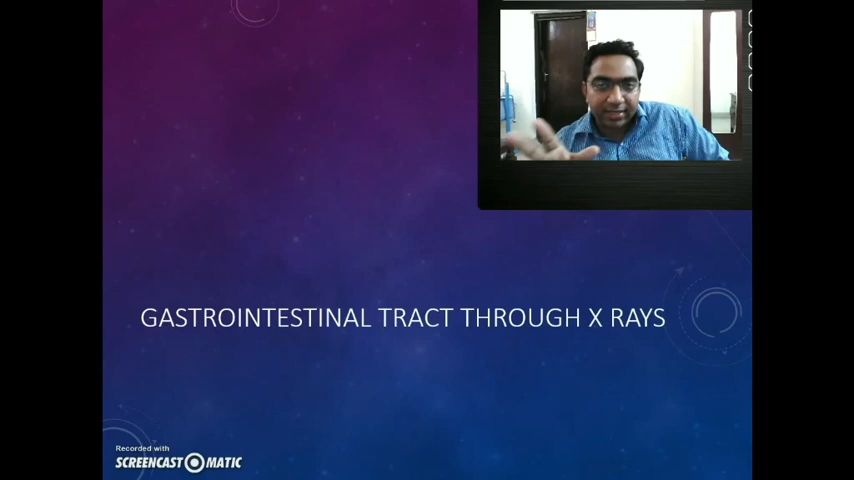 GASTROINTESTINAL TRACT THROUGH X RAYS
Recorded with
SCREENCAST MATIC